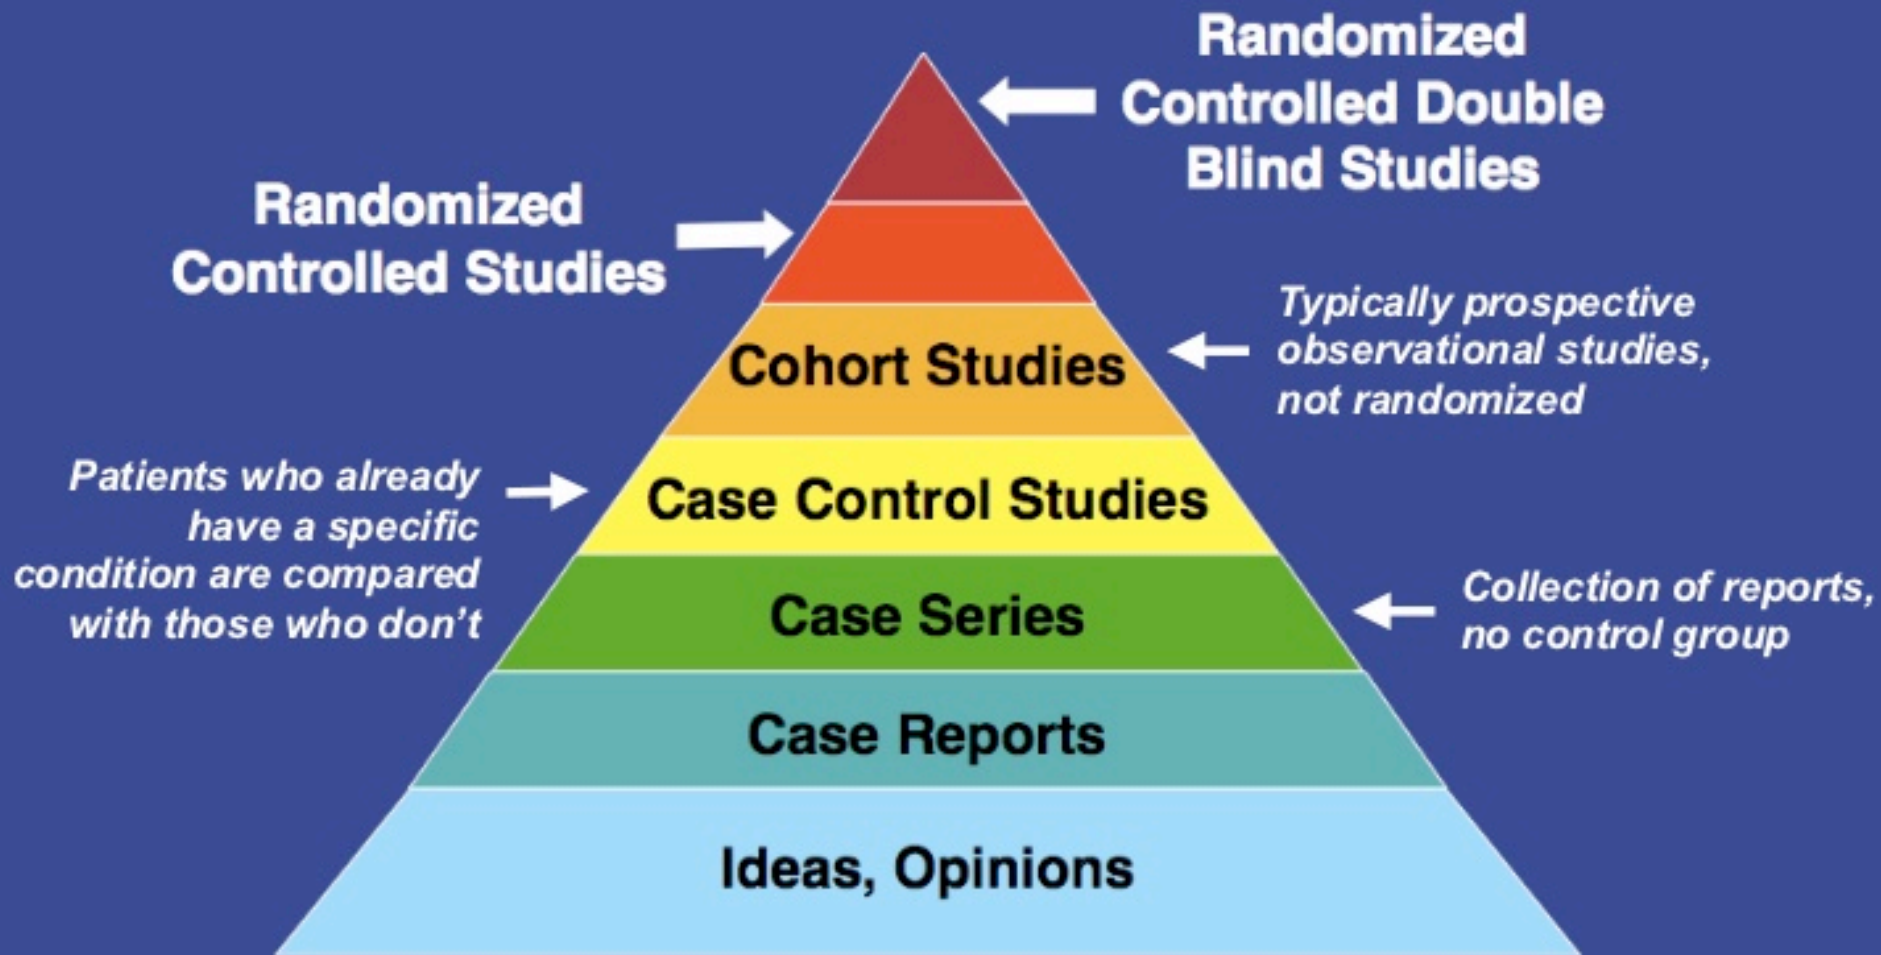 Randomized
Controlled Double
Blind Studies
Randomized
Controlled Studies
Typically prospective
observational studies,
not randomized
Cohort Studies
Patients who already
have a specific
condition are compared
with those who don't
Case Control Studies
Collection of reports,
no control group
Case Series
Case Reports
Ideas, Opinions